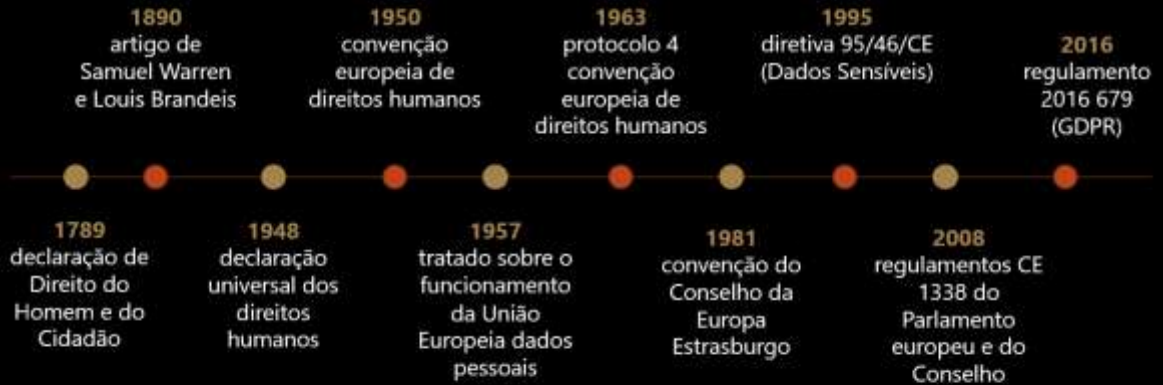 1890
artigo de
Samuel Warren
e Louis Brandeis
1950
convenção
europeia de
direitos humanos
1963
protocolo 4
convenção
europeia de
direitos humanos
1995
diretiva 95/46/CE
(Dados Sensíveis)
2016
regulamento
2016 679
(GDPR)
1789
declaração de
Direito do
Homem e do
Cidadão
1948
declaração
universal dos
direitos
humanos
1957
tratado sobre o
funcionamento
da União
Europeia dados
pessoais
1981
convenção do
Conselho da
Europa
Estrasburgo
2008
regulamentos CE
1338 do
Parlamento
europeu e do
Conselho